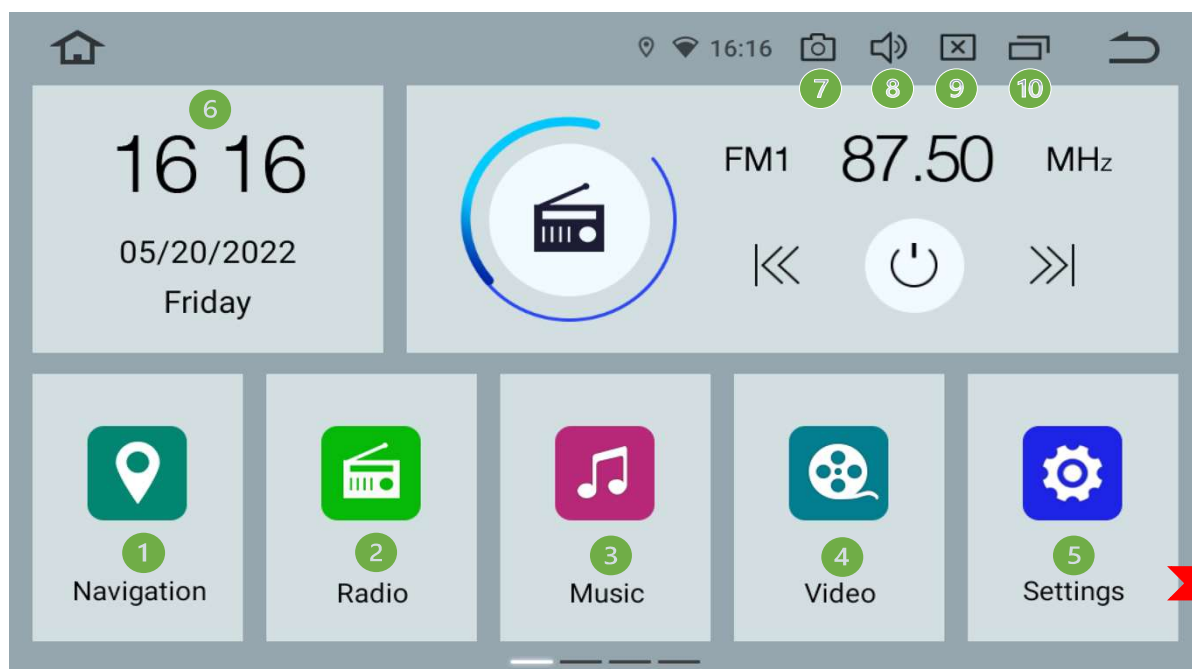 16:16
7 8 9 10
6
16 16
05/20/2022
Friday
FM1 87.50 MHz
1
Navigation
2
Radio
3
Music
4
Video
5
Settings